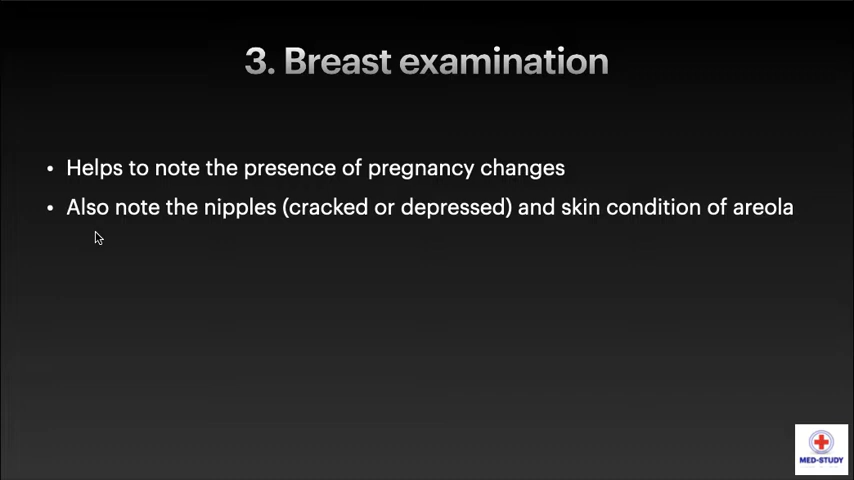 3. Breast examination
• Helps to note the presence of pregnancy changes
• Also note the nipples (cracked or depressed) and skin condition of areola
MED-STUDY